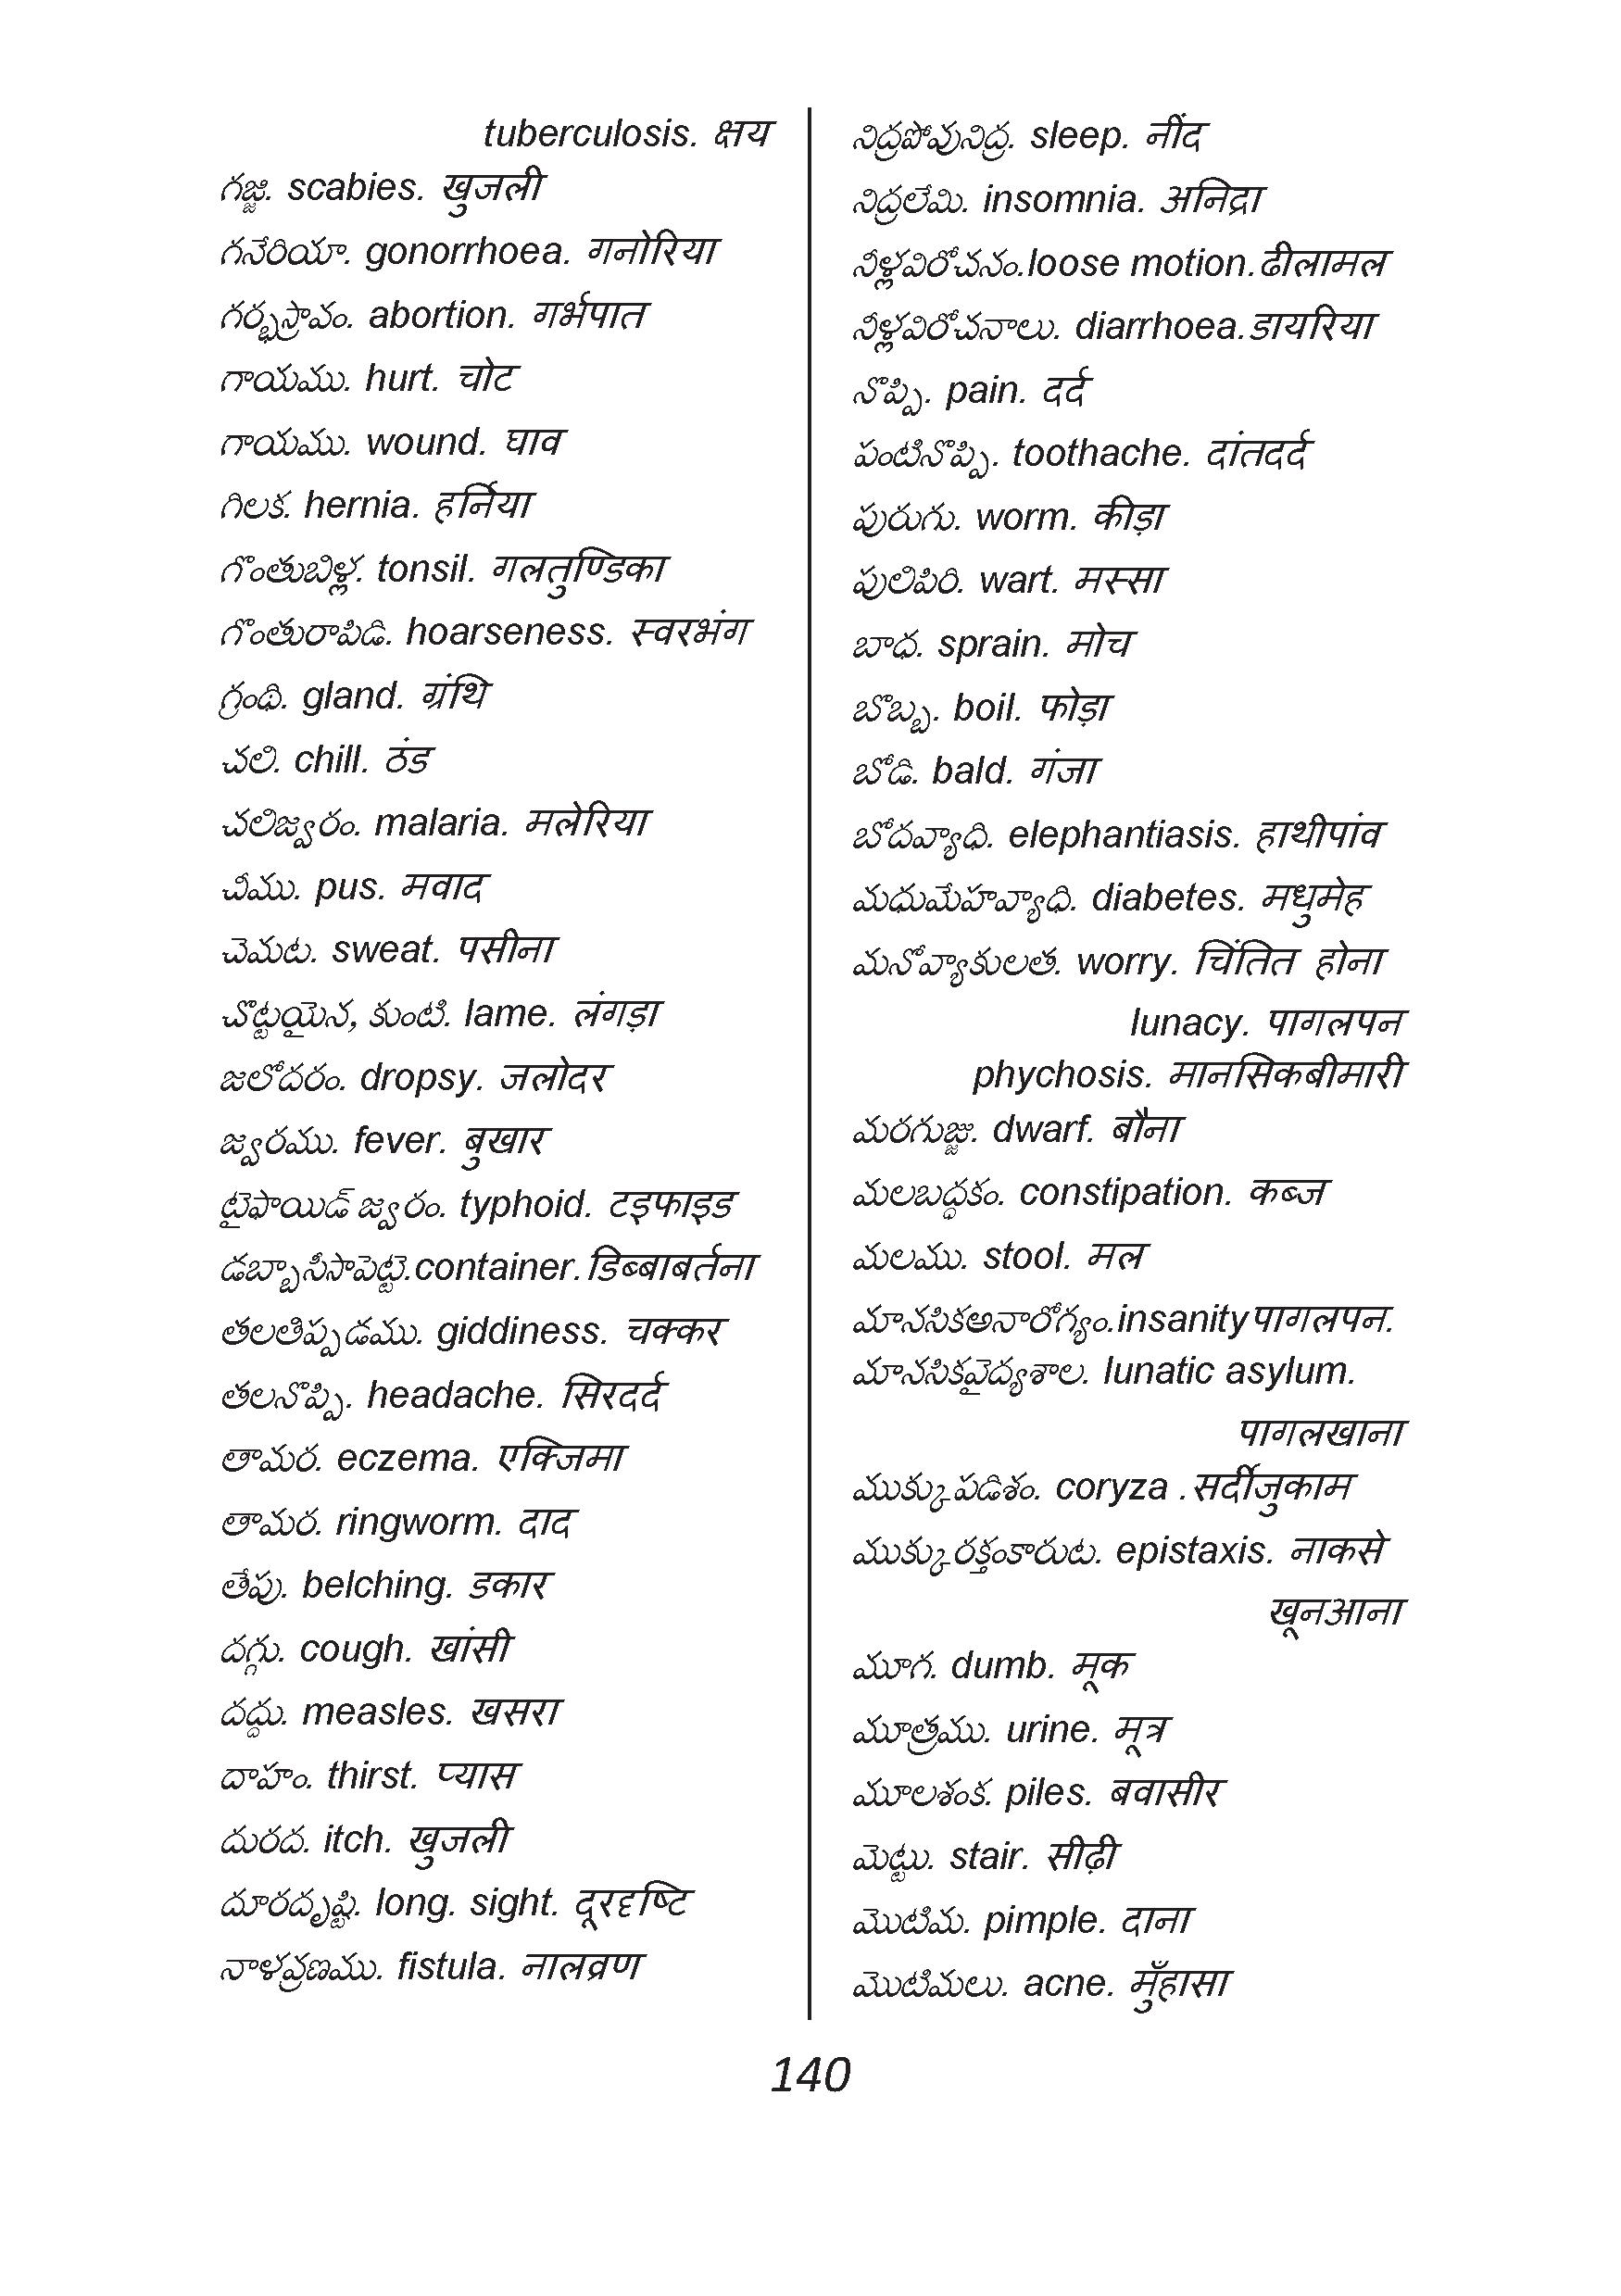 tuberculosis. क्षय
గజ్జి. scabies. खुजली
గనేరియా. gonorrhoea. गनोरिया
గర్భస్రావం. abortion. गर्भपात
గాయము. hurt. चोट
గాయము. wound. घाव
గిలక. hernia. हर्निया
గొంతుబిళ్ల. tonsil. गलतुण्डिका
గొంతురాపిడి. hoarseness. स्वरभंग
గ్రంథి. gland. ग्रंथि
చలి. chill. ठंड
చలిజ్వరం. malaria. मलेरिया
చీము. pus. मवाद
చెమట. sweat. पसीना
చొట్టయైన, కుంటి. lame. लंगड़ा
జలోదరం. dropsy. जलोदर
జ్వరము. fever. बुखार
టైఫాయిడ్ జ్వరం. typhoid. टइफाइड
డబ్బాసీసాపెట్టె.container.डिब्बाबर्तना
తలతిప్పడము. giddiness. चक्कर
తలనొప్పి. headache. सिरदर्द
తామర. eczema. एक्जिमा
తామర. ringworm. दाद
తేపు. belching. डकार
దగ్గు. cough. खांसी
దద్దు. measles. खसरा
దాహం. thirst. प्यास
దురద. itch. खुजली
దూరదృష్టి. long. sight. दूरदृष्टि
నాళవ్రణము. fistula. नालव्रण
నిద్రపోవునిద్ర. sleep. नींद
నిద్రలేమి. insomnia. अनिद्रा
నీళ్లవిరోచనం.loose motion.ढीलामल
నీళ్లవిరోచనాలు. diarrhoea.डायरिया
నొప్పి. pain. दर्द
పంటినొప్పి. toothache. दांतदर्द
పురుగు. worm. कीड़ा
పులిపిరి. wart. मस्सा
బాధ. sprain. मोच
బొబ్బ. boil. फोड़ा
బోడి. bald. गंजा
బోదవ్యాధి. elephantiasis. हाथीपांव
మధుమేహవ్యాధి. diabetes. मधुमेह
మనోవ్యాకులత. worry. चिंतित होना
lunacy. पागलपन
phychosis. मानसिकबीमारी
మరగుజ్జు. dwarf. बौना
మలబద్ధకం. constipation. कब्ज
మలము. stool. मल
మానసికఅనారోగ్యం.insanityपागलपन.
మానసికవైద్యశాల. lunatic asylum.
पागलखाना
ముక్కుపడిశం. coryza .सर्दीजुकाम
ముక్కురక్తంకారుట. epistaxis. नाकसे
खूनआना
మూగ. dumb. मूक
మూత్రము. urine. मूत्र
మూలశంక. piles. बवासीर
మెట్టు. stair. सीढ़ी
మొటిమ. pimple. दाना
మొటిమలు. acne. मुँहासा
140